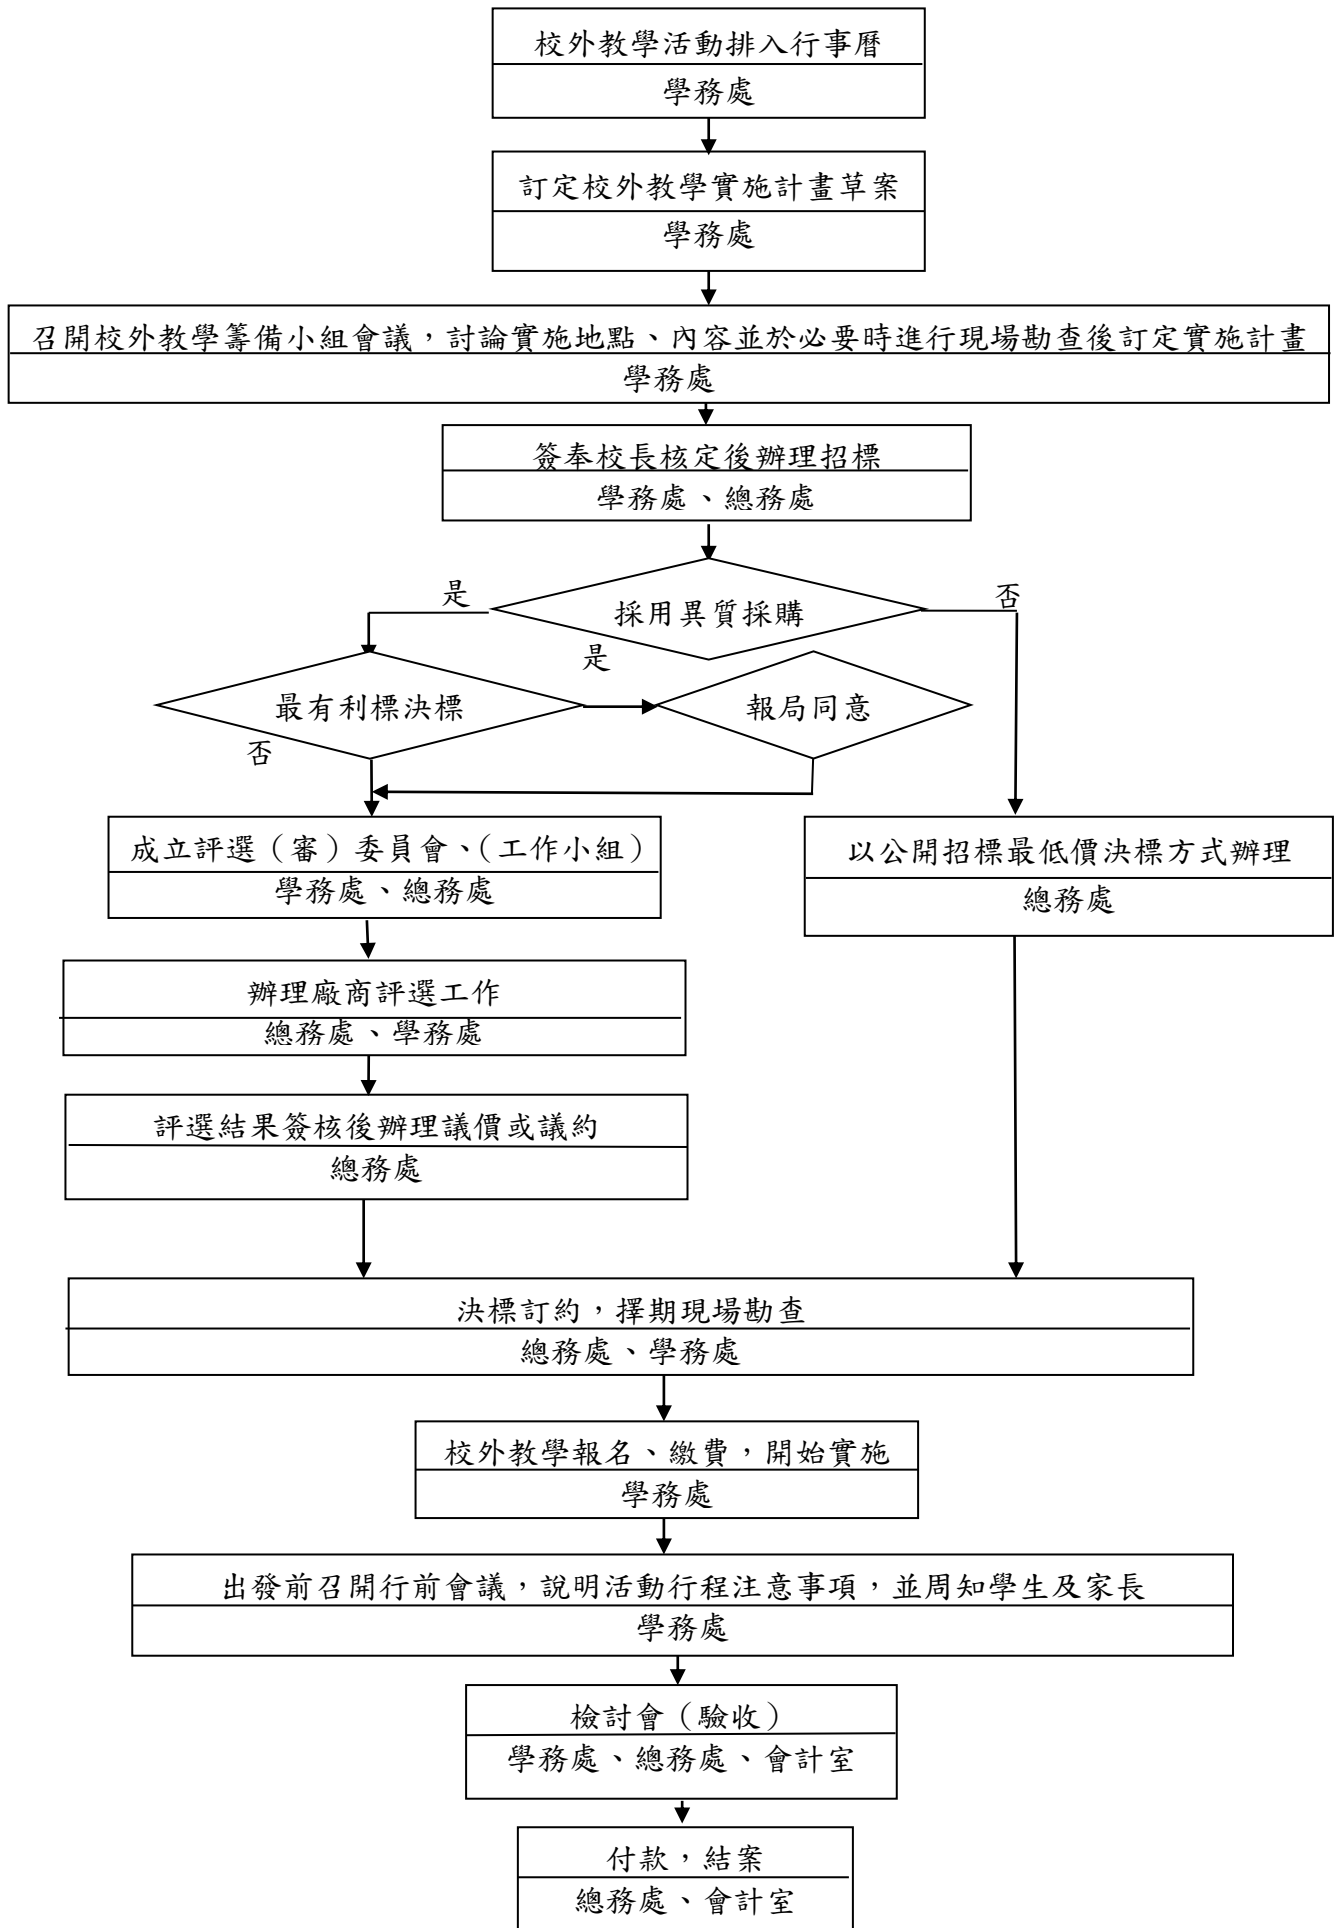 校外教學活動排入行事曆
學務處
訂定校外教學實施計畫草案
學務處
召開校外教學籌備小組會議，討論實施地點、內容並於必要時進行現場勘查後訂定實施計畫
學務處
簽奉校長核定後辦理招標
學務處、總務處
是
採用異質採購
否
是
最有利標決標
報局同意
否
成立評選（審）委員會、（工作小組）
學務處、總務處
以公開招標最低價決標方式辦理
總務處
辦理廠商評選工作
總務處、學務處
評選結果簽核後辦理議價或議約
總務處
決標訂約，擇期現場勘查
總務處、學務處
校外教學報名、繳費，開始實施
學務處
出發前召開行前會議，說明活動行程注意事項，並周知學生及家長
學務處
檢討會（驗收）
學務處、總務處、會計室
付款，結案
總務處、會計室